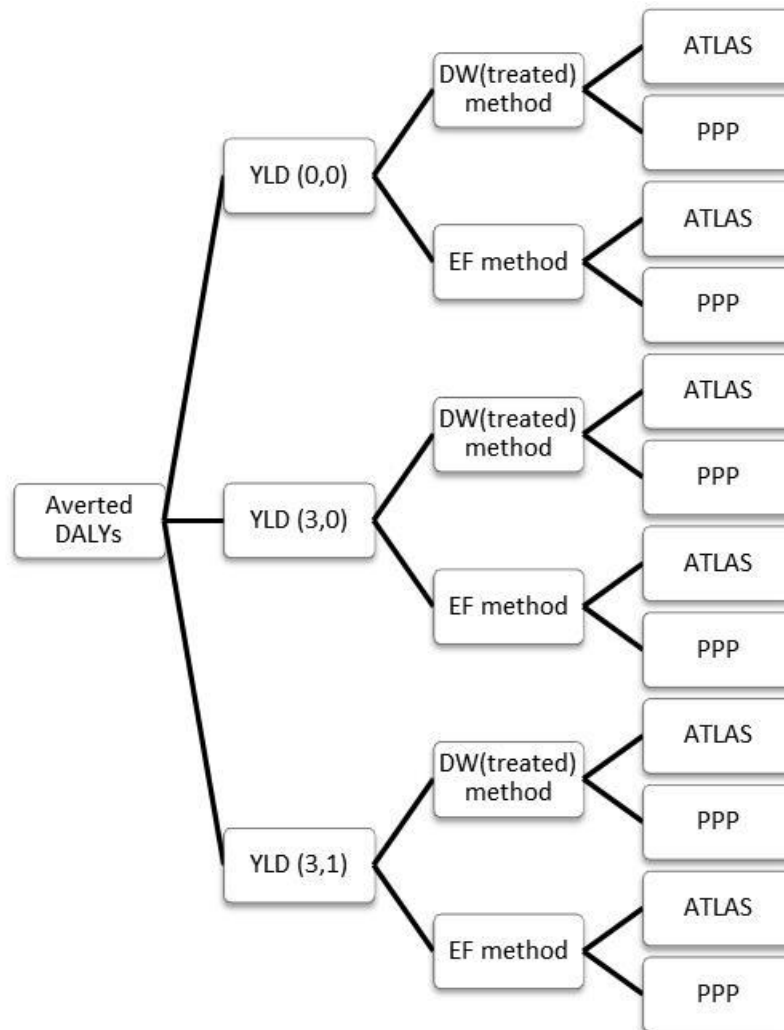 Averted
DALYs
YLD (0,0)
DW(treated)
method
ATLAS
PPP
EF method
ATLAS
PPP
YLD (3,0)
DW(treated)
method
ATLAS
PPP
EF method
ATLAS
PPP
YLD (3,1)
DW(treated)
method
ATLAS
PPP
EF method
ATLAS
PPP